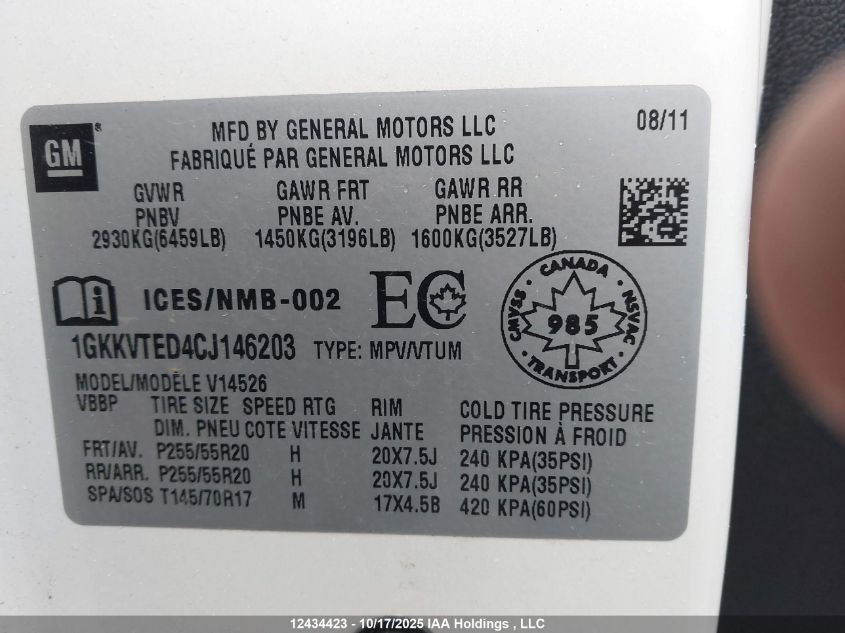 GM®
MFD BY GENERAL MOTORS LLC
08/11
FABRIQUÉ PAR GENERAL MOTORS LLC
GVWR GAWR FRT GAWR RR
PNBV PNBE AV. PNBE ARR.
2930KG(6459LB) 1450KG(3196LB) 1600KG(3527LB)
i ICES/NMB-002 EC
CANADA
CMVSS 985 NSVAC
TRANSPORT
1GKKVTED4CJ146203 TYPE: MPV/VTUM
MODEL/MODÈLE V14526
VBBP TIRE SIZE SPEED RTG RIM COLD TIRE PRESSURE
DIM. PNEU COTE VITESSE JANTE PRESSION À FROID
FRT/AV. P255/55R20 H 20X7.5J 240 KPA(35PSI)
RR/ARR. P255/55R20 H 20X7.5J 240 KPA(35PSI)
SPA/SOS T145/70R17 M 17X4.5B 420 KPA(60PSI)
12434423 - 10/17/2025 IAA Holdings , LLC